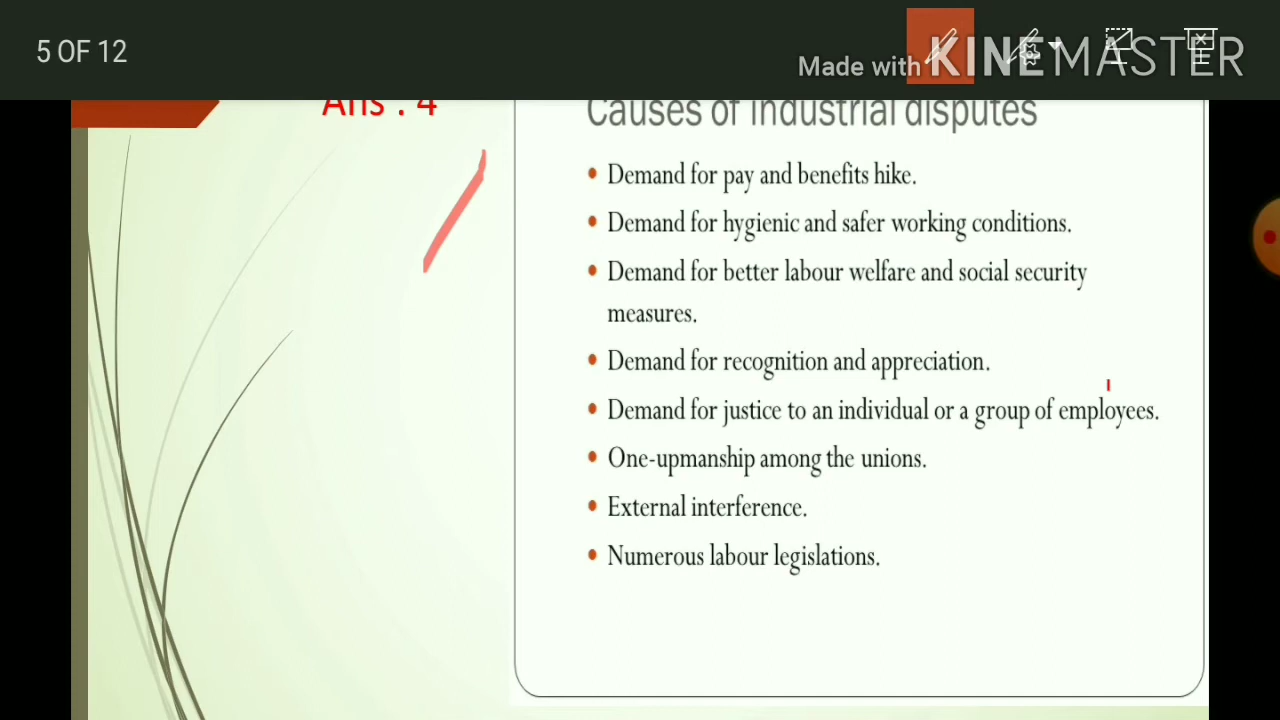 5 OF 12
Made with KINEMASTER
Ans : 4
Causes of Industrial disputes
• Demand for pay and benefits hike.
• Demand for hygienic and safer working conditions.
• Demand for better labour welfare and social security
measures.
• Demand for recognition and appreciation.
• Demand for justice to an individual or a group of employees.
• One-upmanship among the unions.
• External interference.
• Numerous labour legislations.